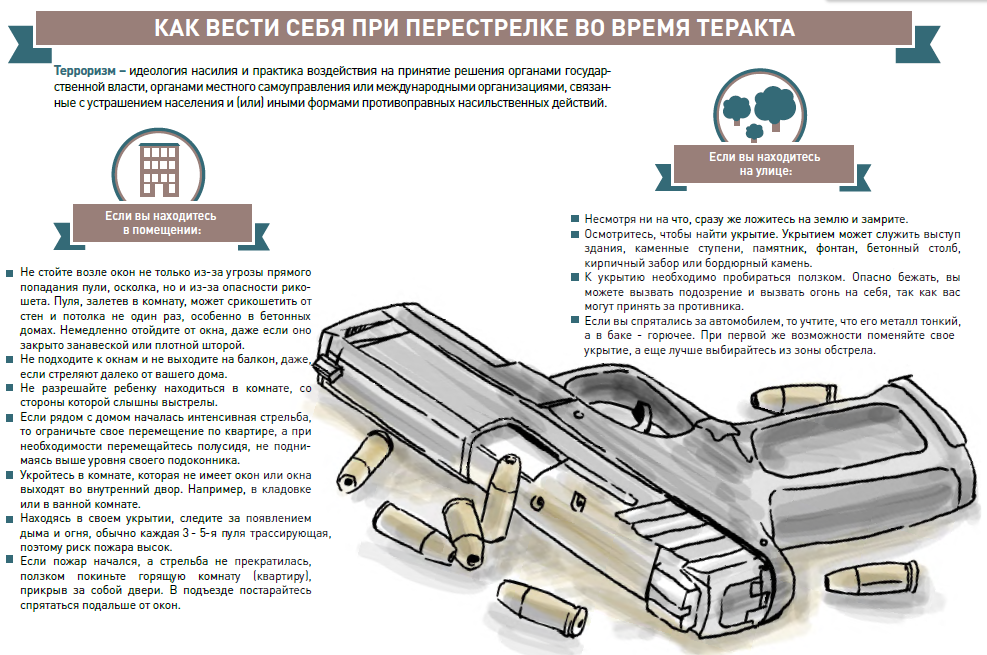 КАК ВЕСТИ СЕБЯ ПРИ ПЕРЕСТРЕЛКЕ ВО ВРЕМЯ ТЕРАКТА
Терроризм – идеология насилия и практика воздействия на принятие решения органами государ-
ственной власти, органами местного самоуправления или международными организациями, связан-
ные с устрашением населения и (или) иными формами противоправных насильственных действий.
Если вы находитесь
в помещении:
Не стойте возле окон не только из-за угрозы прямого
попадания пули, осколка, но и из-за опасности рико-
шета. Пуля, залетев в комнату, может срикошетить от
стен и потолка не один раз, особенно в бетонных
домах. Немедленно отойдите от окна, даже если оно
закрыто занавеской или плотной шторой.
Не подходите к окнам и не выходите на балкон, даже,
если стреляют далеко от вашего дома.
Не разрешайте ребенку находиться в комнате, со
стороны которой слышны выстрелы.
Если рядом с домом началась интенсивная стрельба,
то ограничьте свое перемещение по квартире, а при
необходимости перемещайтесь полусидя, не подни-
маясь выше уровня своего подоконника.
Укройтесь в комнате, которая не имеет окон или окна
выходят во внутренний двор. Например, в кладовке
или в ванной комнате.
Находясь в своем укрытии, следите за появлением
дыма и огня, обычно каждая 3 - 5-я пуля трассирующая,
поэтому риск пожара высок.
Если пожар начался, а стрельба не прекратилась,
ползком покиньте горящую комнату (квартиру),
прикрыв за собой двери. В подъезде постарайтесь
спрятаться подальше от окон.
Если вы находитесь
на улице:
Несмотря ни на что, сразу же ложитесь на землю и замрите.
Осмотритесь, чтобы найти укрытие. Укрытием может служить выступ
здания, каменные ступени, памятник, фонтан, бетонный столб,
кирпичный забор или бордюрный камень.
К укрытию необходимо пробираться ползком. Опасно бежать, вы
можете вызвать подозрение и вызвать огонь на себя, так как вас
могут принять за противника.
Если вы спрятались за автомобилем, то учтите, что его металл тонкий,
а в баке - горючее. При первой же возможности поменяйте свое
укрытие, а еще лучше выбирайтесь из зоны обстрела.